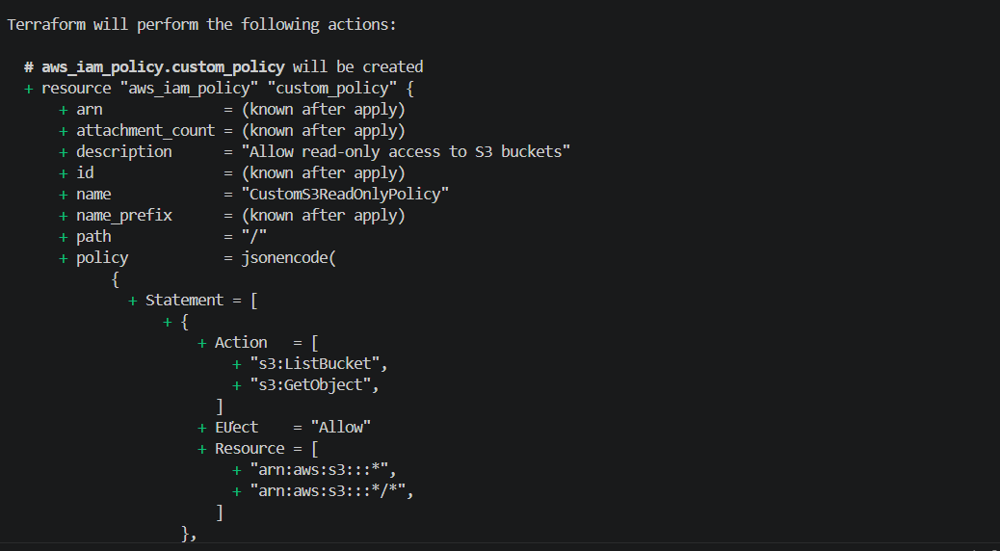 Terraform will perform the following actions:
# aws_iam_policy.custom_policy will be created
+ resource "aws_iam_policy" "custom_policy" {
+ arn = (known after apply)
+ attachment_count = (known after apply)
+ description = "Allow read-only access to S3 buckets"
+ id = (known after apply)
+ name = "CustomS3ReadOnlyPolicy"
+ name_prefix = (known after apply)
+ path = "/"
+ policy = jsonencode(
{
+ Statement = [
+ {
+ Action = [
+ "s3:ListBucket",
+ "s3:GetObject",
]
+ EƯect = "Allow"
+ Resource = [
+ "arn:aws:s3:::*",
+ "arn:aws:s3:::*/*",
]
},